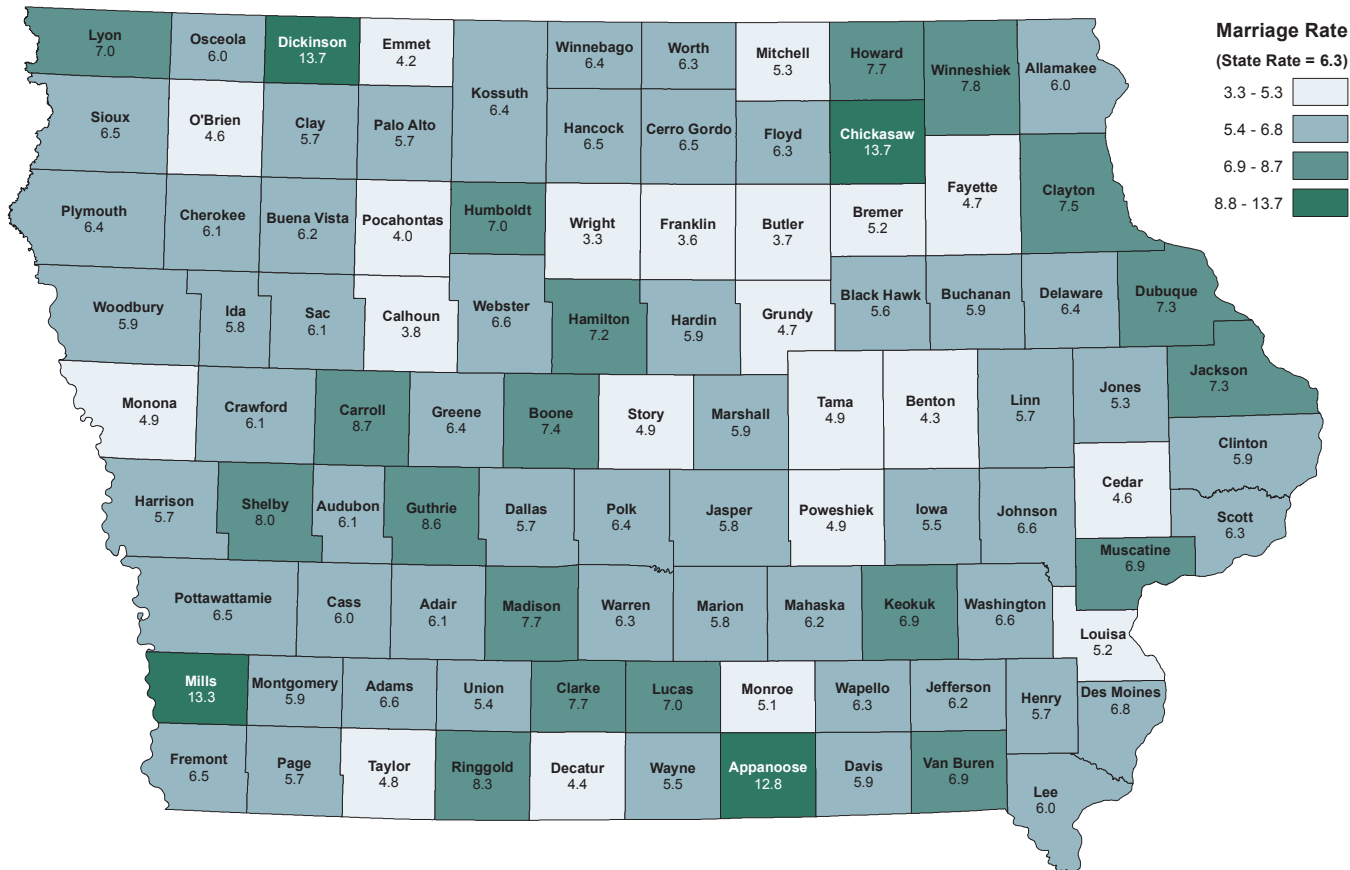 Marriage Rate
(State Rate = 6.3)
3.3 - 5.3
5.4 - 6.8
6.9 - 8.7
8.8 - 13.7
Lyon
7.0
Osceola
6.0
Dickinson
13.7
Emmet
4.2
Kossuth
6.4
Winnebago
6.4
Worth
6.3
Mitchell
5.3
Howard
7.7
Winneshiek
7.8
Allamakee
6.0
Sioux
6.5
O'Brien
4.6
Clay
5.7
Palo Alto
5.7
Hancock
6.5
Cerro Gordo
6.5
Floyd
6.3
Chickasaw
13.7
Fayette
4.7
Clayton
7.5
Plymouth
6.4
Cherokee
6.1
Buena Vista
6.2
Pocahontas
4.0
Humboldt
7.0
Wright
3.3
Franklin
3.6
Butler
3.7
Bremer
5.2
Woodbury
5.9
Ida
5.8
Sac
6.1
Calhoun
3.8
Webster
6.6
Hamilton
7.2
Hardin
5.9
Grundy
4.7
Black Hawk
5.6
Buchanan
5.9
Delaware
6.4
Dubuque
7.3
Monona
4.9
Crawford
6.1
Carroll
8.7
Greene
6.4
Boone
7.4
Story
4.9
Marshall
5.9
Tama
4.9
Benton
4.3
Linn
5.7
Jones
5.3
Jackson
7.3
Clinton
5.9
Harrison
5.7
Shelby
8.0
Audubon
6.1
Guthrie
8.6
Dallas
5.7
Polk
6.4
Jasper
5.8
Poweshiek
4.9
Iowa
5.5
Johnson
6.6
Cedar
4.6
Scott
6.3
Muscatine
6.9
Pottawattamie
6.5
Cass
6.0
Adair
6.1
Madison
7.7
Warren
6.3
Marion
5.8
Mahaska
6.2
Keokuk
6.9
Washington
6.6
Louisa
5.2
Mills
13.3
Montgomery
5.9
Adams
6.6
Union
5.4
Clarke
7.7
Lucas
7.0
Monroe
5.1
Wapello
6.3
Jefferson
6.2
Henry
5.7
Des Moines
6.8
Fremont
6.5
Page
5.7
Taylor
4.8
Ringgold
8.3
Decatur
4.4
Wayne
5.5
Appanoose
12.8
Davis
5.9
Van Buren
6.9
Lee
6.0